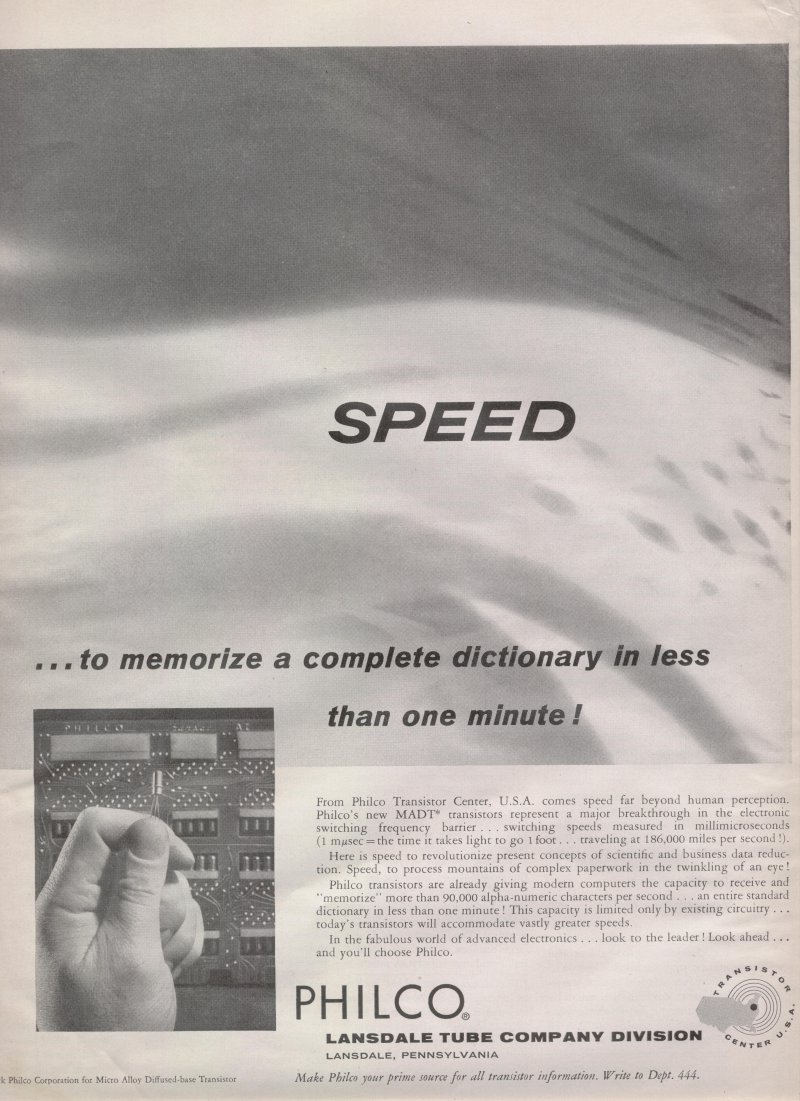 SPEED
...to memorize a complete dictionary in less
than one minute!
PHILCO
From Philco Transistor Center, U.S.A. comes speed far beyond human perception.
Philco's new MADT* transistors represent a major breakthrough in the electronic
switching frequency barrier . . . switching speeds measured in millimicroseconds
(1 mμsec = the time it takes light to go 1 foot . . . traveling at 186,000 miles per second!).
Here is speed to revolutionize present concepts of scientific and business data reduc-
tion. Speed, to process mountains of complex paperwork in the twinkling of an eye!
Philco transistors are already giving modern computers the capacity to receive and
"memorize" more than 90,000 alpha-numeric characters per second . . . an entire standard
dictionary in less than one minute! This capacity is limited only by existing circuitry . . .
today's transistors will accommodate vastly greater speeds.
In the fabulous world of advanced electronics . . . look to the leader! Look ahead . . .
and you'll choose Philco.
PHILCO®
LANSDALE TUBE COMPANY DIVISION
LANSDALE, PENNSYLVANIA
TRANSISTOR CENTER U.S.A.
k Philco Corporation for Micro Alloy Diffused-base Transistor
Make Philco your prime source for all transistor information. Write to Dept. 444.